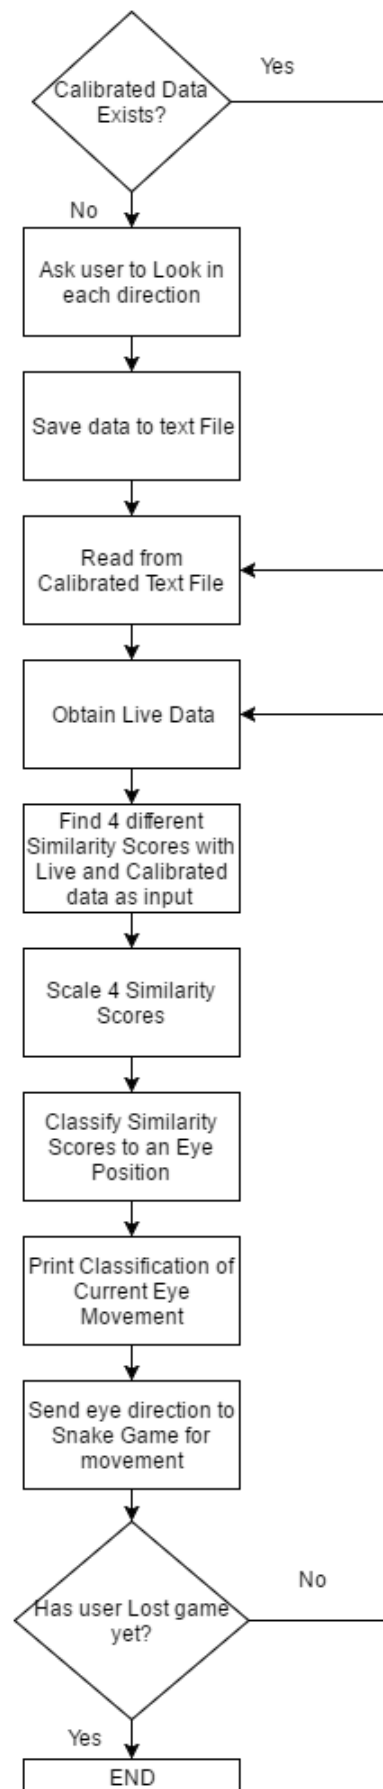 Yes
Calibrated Data
Exists?
No
Ask user to Look in
each direction
Save data to text File
Read from
Calibrated Text File
Obtain Live Data
Find 4 different
Similarity Scores with
Live and Calibrated
data as input
Scale 4 Similarity
Scores
Classify Similarity
Scores to an Eye
Position
Print Classification of
Current Eye
Movement
Send eye direction to
Snake Game for
movement
No
Has user Lost game
yet?
Yes
END